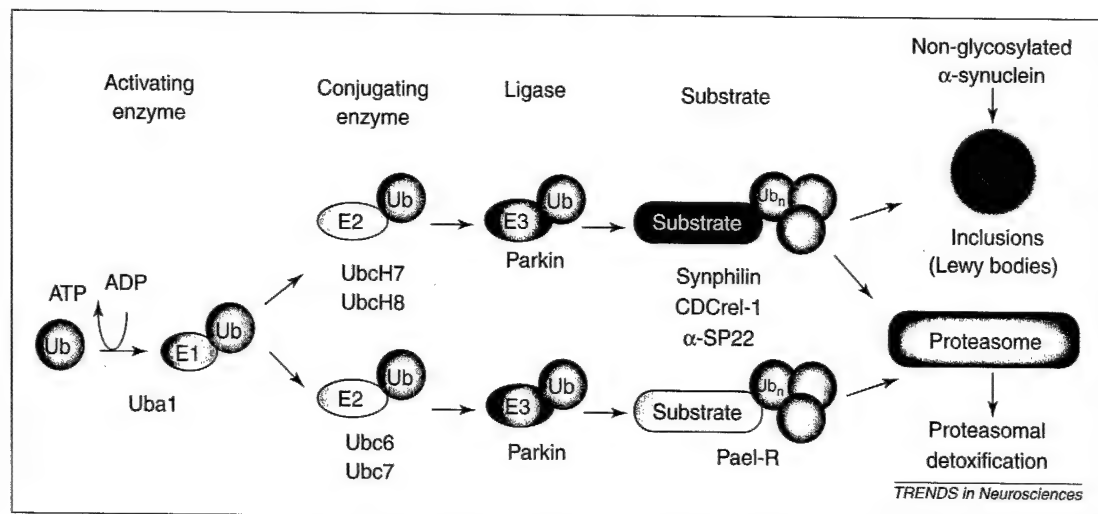 Activating
enzyme
Conjugating
enzyme
Ligase
Substrate
Non-glycosylated
α-synuclein
Ub
ATP
ADP
E1
Ub
Uba1
E2
Ub
UbcH7
UbcH8
E3
Ub
Parkin
Substrate
Ubn
Synphilin
CDCrel-1
α-SP22
Inclusions
(Lewy bodies)
E2
Ub
Ubc6
Ubc7
E3
Ub
Parkin
Substrate
Ubn
Pael-R
Proteasome
Proteasomal
detoxification
TRENDS in Neurosciences